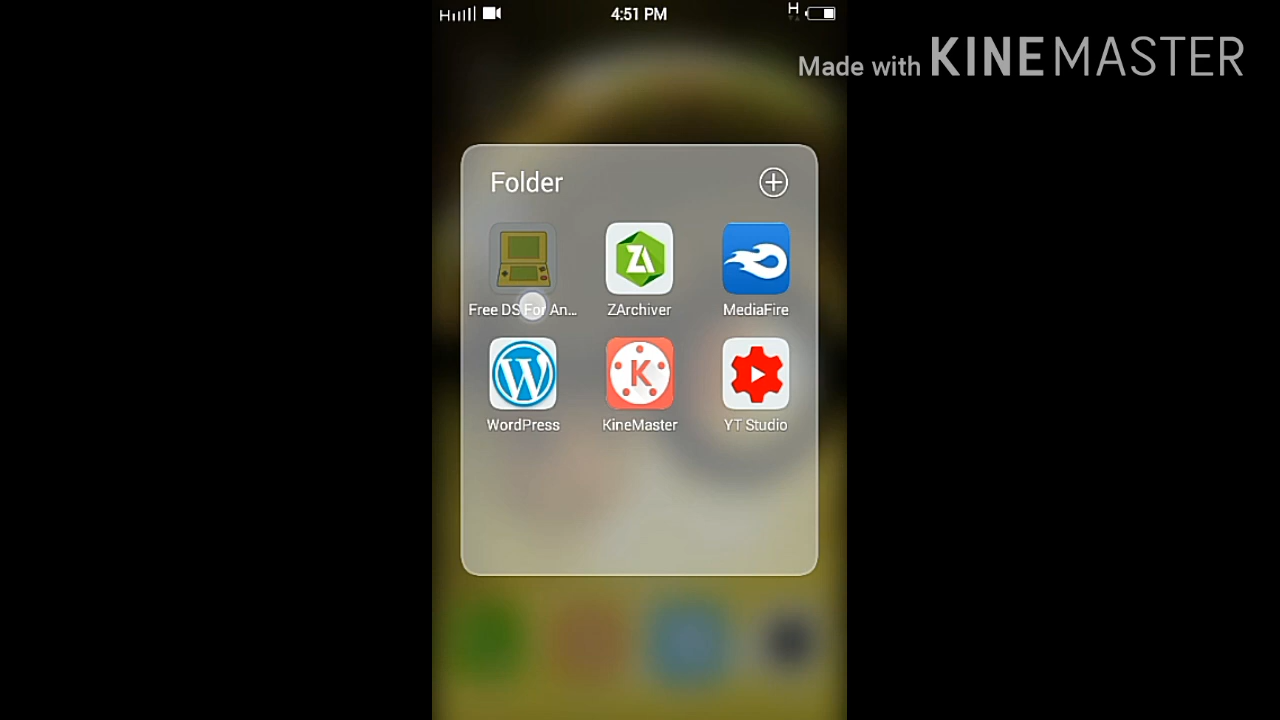 H 4:51 PM H
Made with KINEMASTER
Folder
Free DS For An... ZArchiver MediaFire
WordPress KineMaster YT Studio